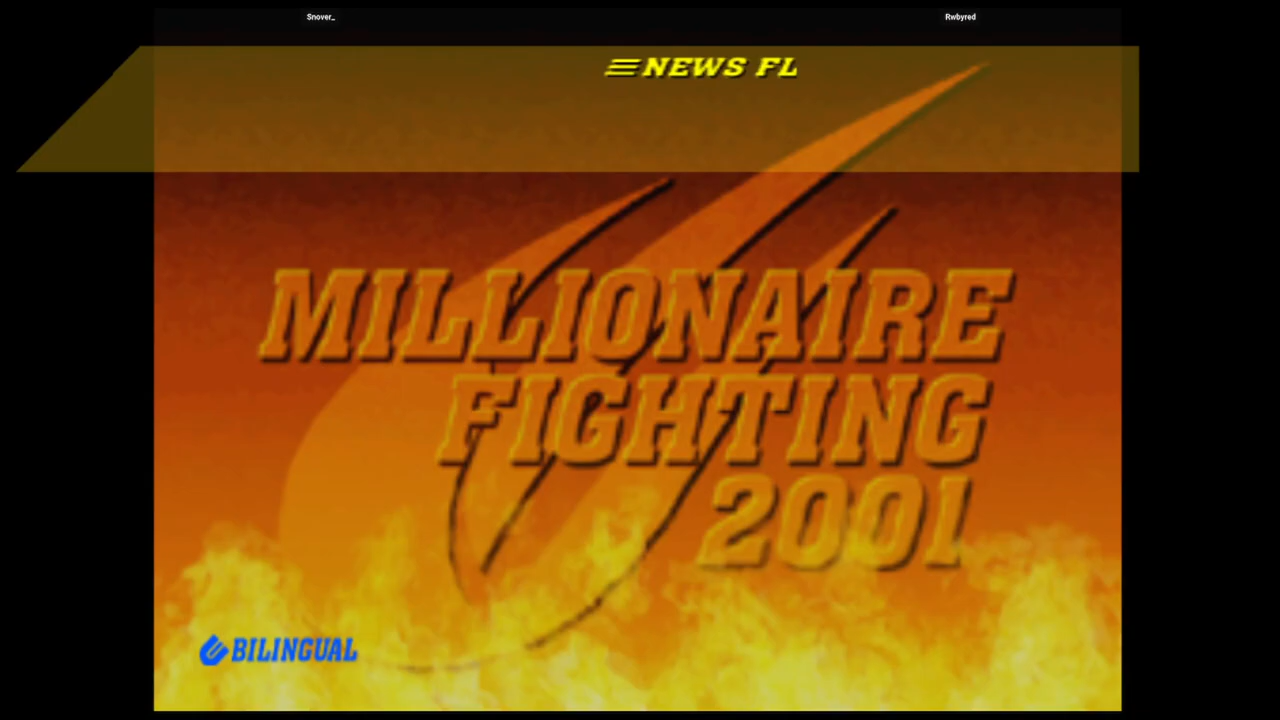 Snover_
Rwbyred
NEWS FL
MILLIONAIRE
FIGHTING
2001
BILINGUAL